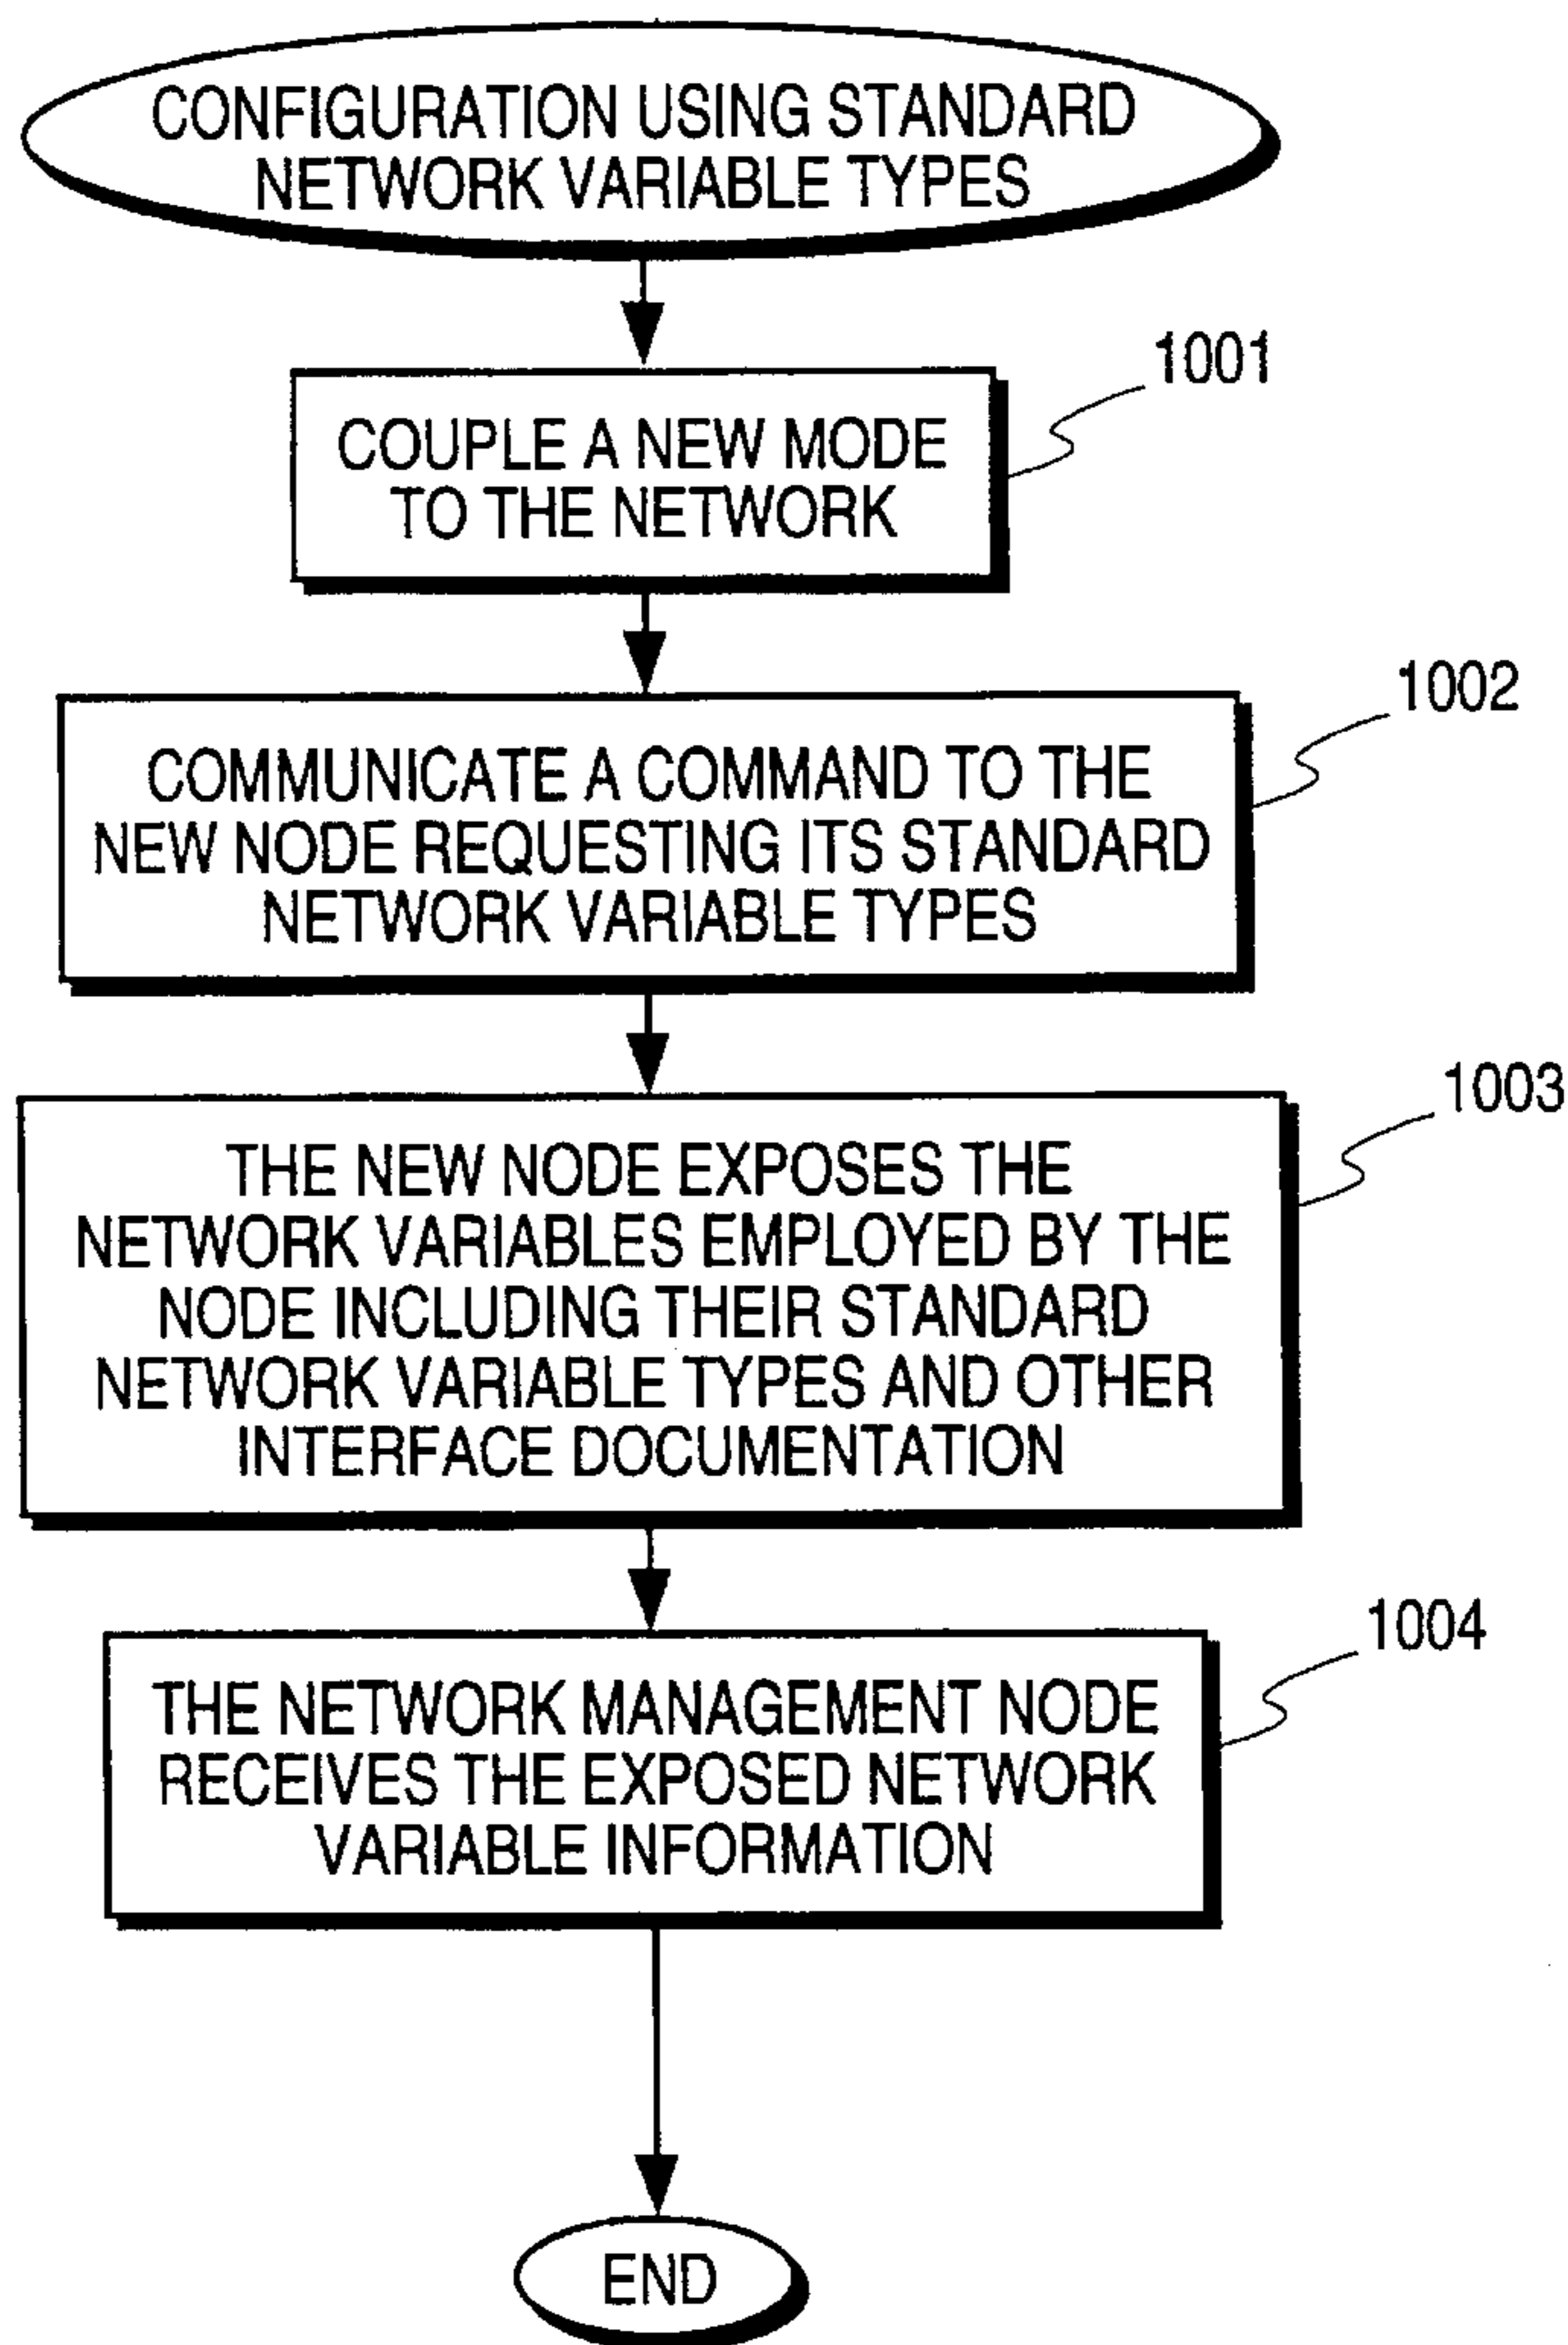 CONFIGURATION USING STANDARD
NETWORK VARIABLE TYPES
1001
COUPLE A NEW MODE
TO THE NETWORK
1002
COMMUNICATE A COMMAND TO THE
NEW NODE REQUESTING ITS STANDARD
NETWORK VARIABLE TYPES
1003
THE NEW NODE EXPOSES THE
NETWORK VARIABLES EMPLOYED BY THE
NODE INCLUDING THEIR STANDARD
NETWORK VARIABLE TYPES AND OTHER
INTERFACE DOCUMENTATION
1004
THE NETWORK MANAGEMENT NODE
RECEIVES THE EXPOSED NETWORK
VARIABLE INFORMATION
END